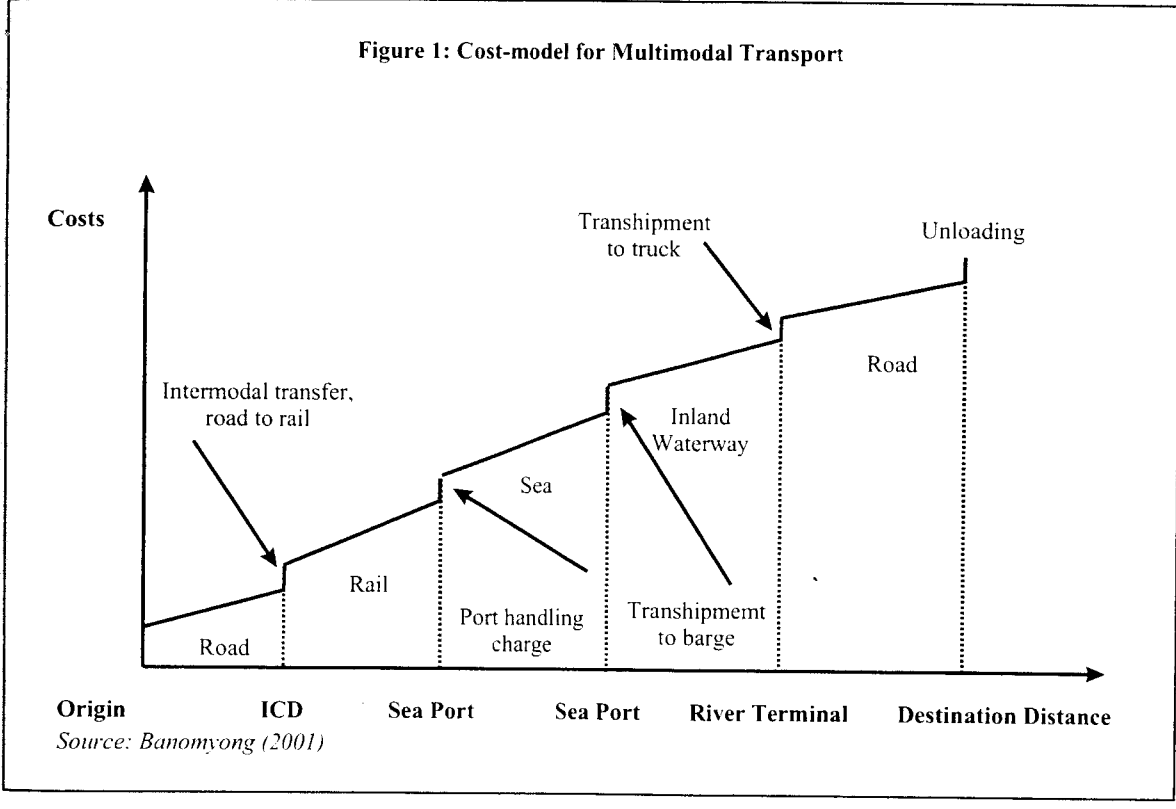 Figure 1: Cost-model for Multimodal Transport
Costs
Transhipment
to truck
Unloading
Intermodal transfer,
road to rail
Road
Inland
Waterway
Sea
Rail
Port handling
charge
Transhipmemt
to barge
Road
Origin ICD Sea Port Sea Port River Terminal Destination Distance
Source: Banomyong (2001)